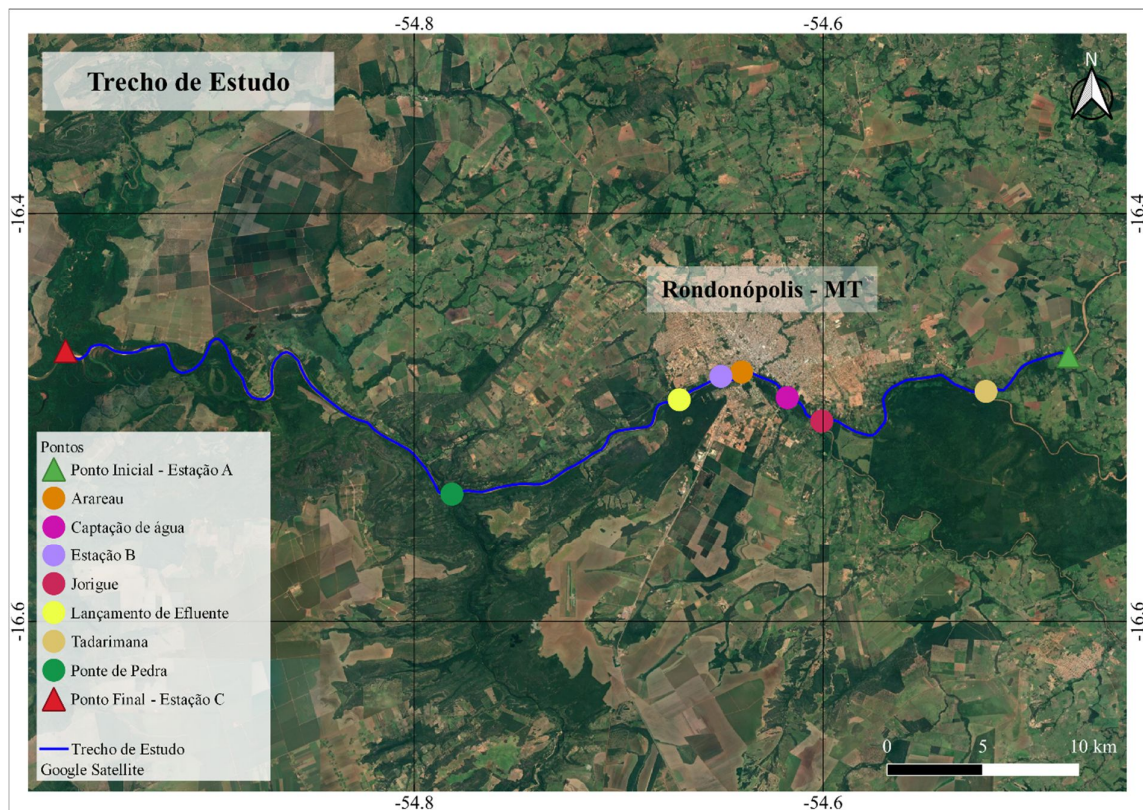 -54.8
-54.6
Trecho de Estudo
N
-16.4
-16.4
Rondonópolis - MT
Pontos
Ponto Inicial - Estação A
Arareau
Captação de água
Estação B
Jorigue
Lançamento de Efluente
Tadarimana
Ponte de Pedra
Ponto Final - Estação C
Trecho de Estudo
Google Satellite
-16.6
-16.6
0 5 10 km
-54.8
-54.6